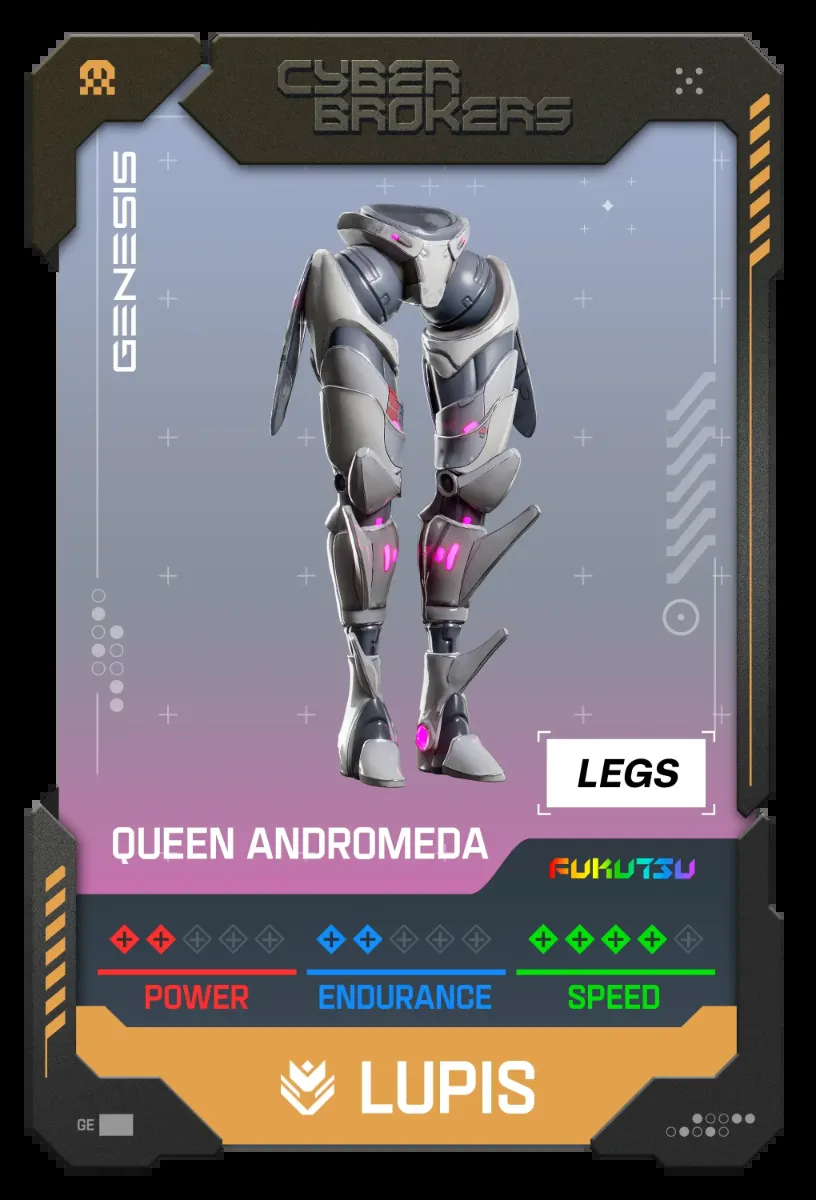 CYBER
BROKERS
GENESIS
LEGS
QUEEN ANDROMEDA
FUKUTSU
POWER
ENDURANCE
SPEED
LUPIS
GE